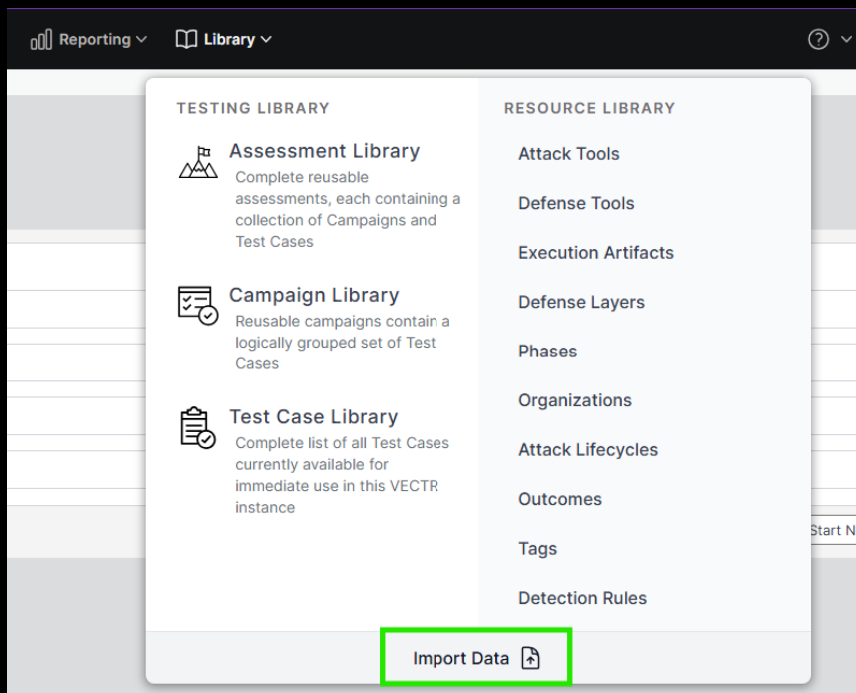 Reporting
Library
TESTING LIBRARY
Assessment Library
Complete reusable
assessments, each containing a
collection of Campaigns and
Test Cases
Campaign Library
Reusable campaigns contain a
logically grouped set of Test
Cases
Test Case Library
Complete list of all Test Cases
currently available for
immediate use in this VECTR
instance
RESOURCE LIBRARY
Attack Tools
Defense Tools
Execution Artifacts
Defense Layers
Phases
Organizations
Attack Lifecycles
Outcomes
Tags
Detection Rules
Start N
Import Data